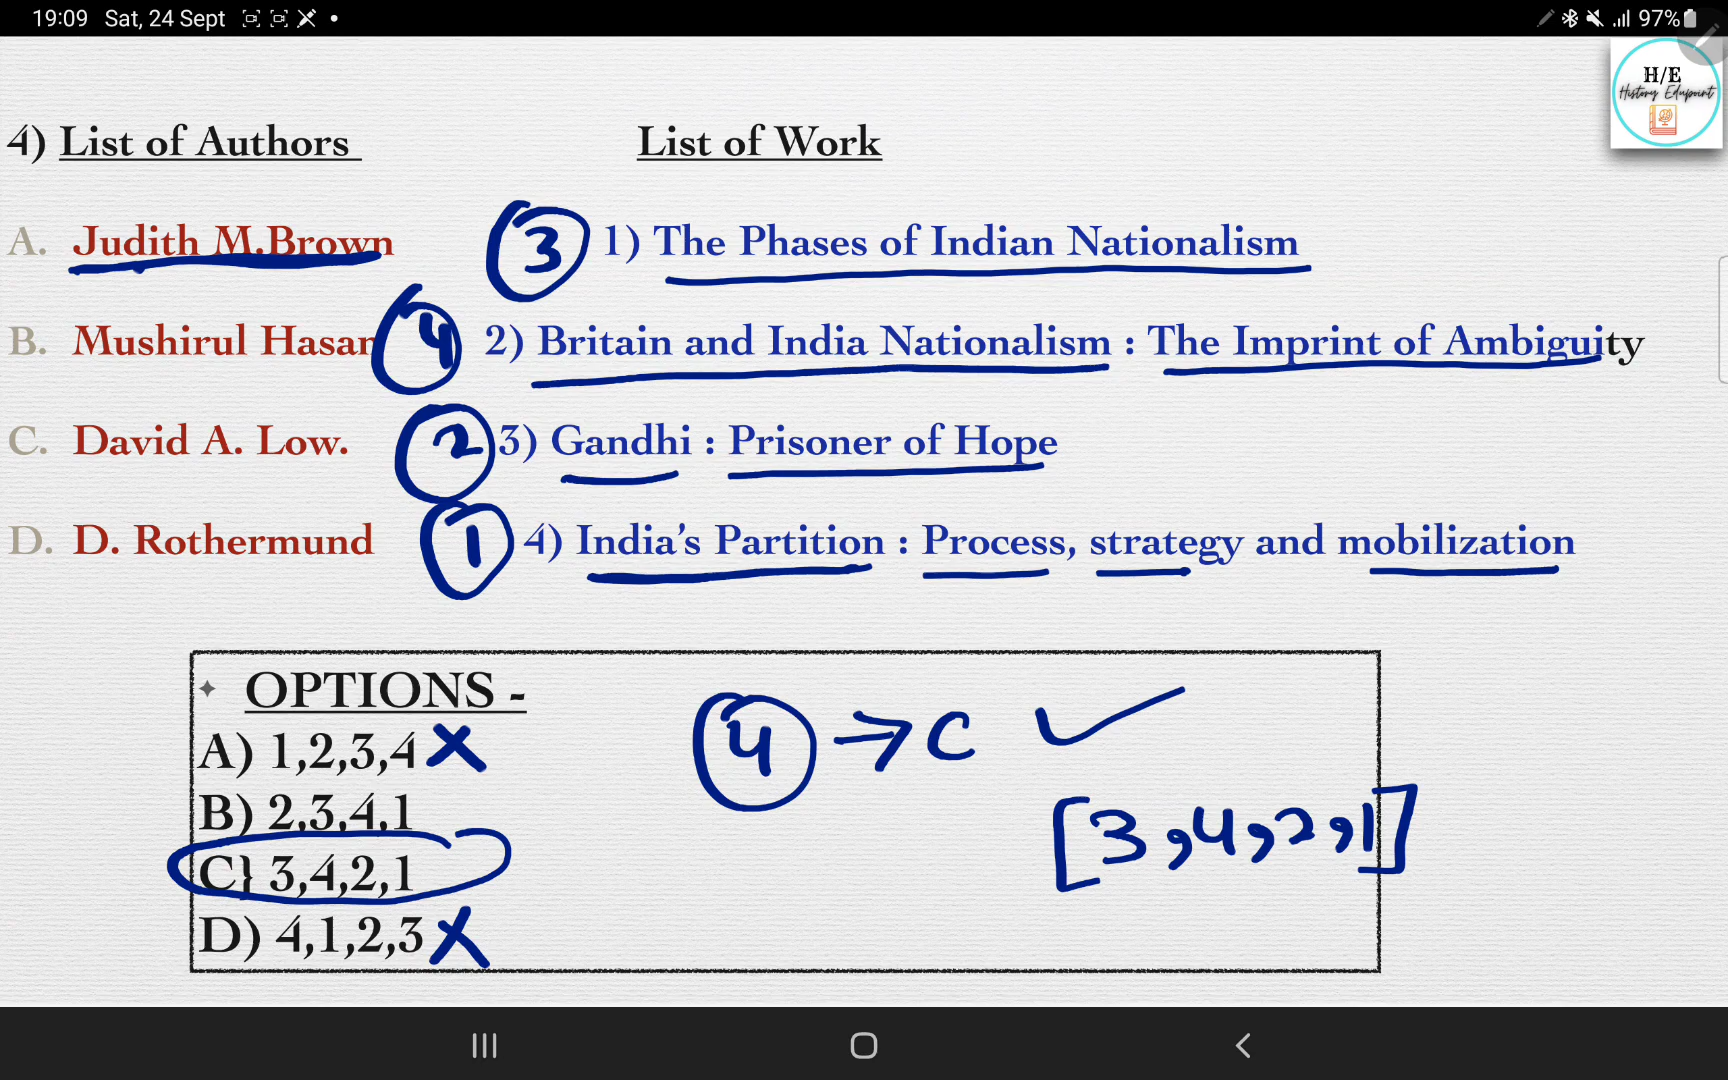 19:09 Sat, 24 Sept 97%
H/E
History Edupoint
4) List of Authors List of Work
A. Judith M.Brown 3 1) The Phases of Indian Nationalism
B. Mushirul Hasan 4 2) Britain and India Nationalism : The Imprint of Ambiguity
C. David A. Low. 2 3) Gandhi : Prisoner of Hope
D. D. Rothermund 1 4) India's Partition : Process, strategy and mobilization
OPTIONS -
A) 1,2,3,4 X 4 → C ✓
B) 2,3,4,1 [3,4,2,1]
C} 3,4,2,1
D) 4,1,2,3 X